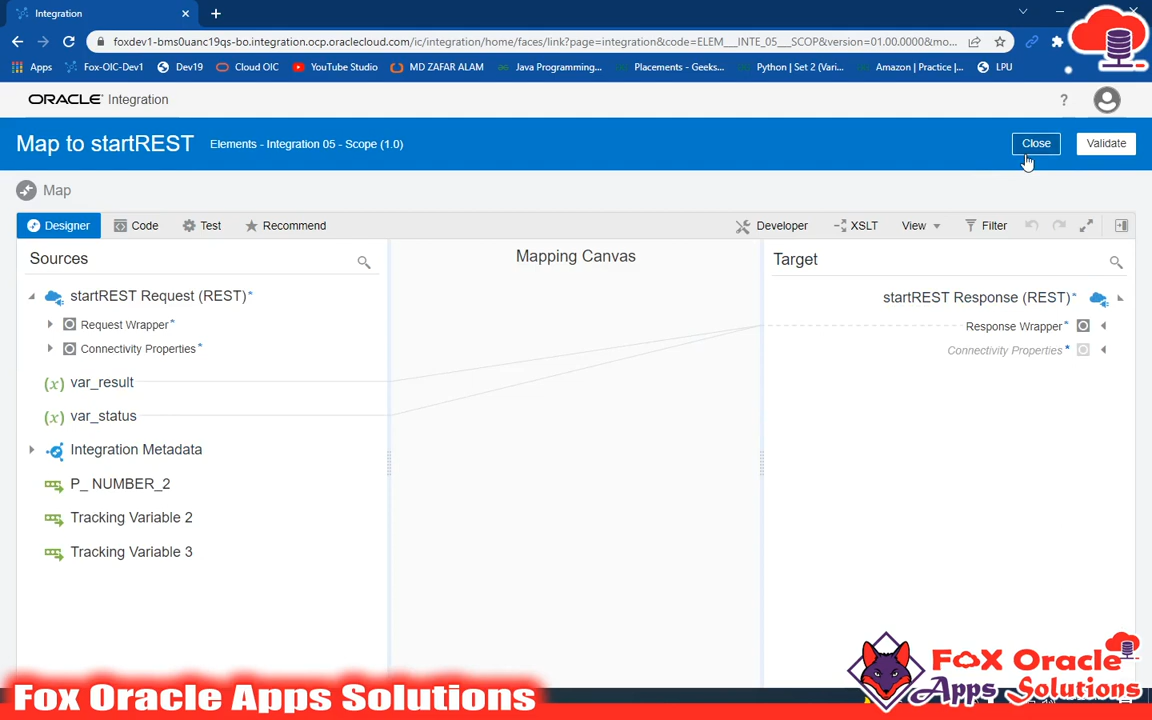 Integration
foxdev1-bms0uanc19qs-bo.integration.ocp.oraclecloud.com/ic/integration/home/faces/link?page=integration&code=ELEM___INTE_05___SCOP&version=01.00.0000&mo...
Apps Fox-OIC-Dev1 Dev19 Cloud OIC YouTube Studio MD ZAFAR ALAM Java Programming... Placements - Geeks... Python | Set 2 (Vari... Amazon | Practice |... LPU
ORACLE Integration ?
Map to startREST Elements - Integration 05 - Scope (1.0) Close Validate
Map
Designer Code Test Recommend Developer XSLT View Filter
Sources Mapping Canvas Target
startREST Request (REST)* startREST Response (REST)*
Request Wrapper* Response Wrapper*
Connectivity Properties* Connectivity Properties*
(x) var_result
(x) var_status
Integration Metadata
P_ NUMBER_2
Tracking Variable 2
Tracking Variable 3
Fox Oracle Apps Solutions
FOX Oracle
Apps Solutions